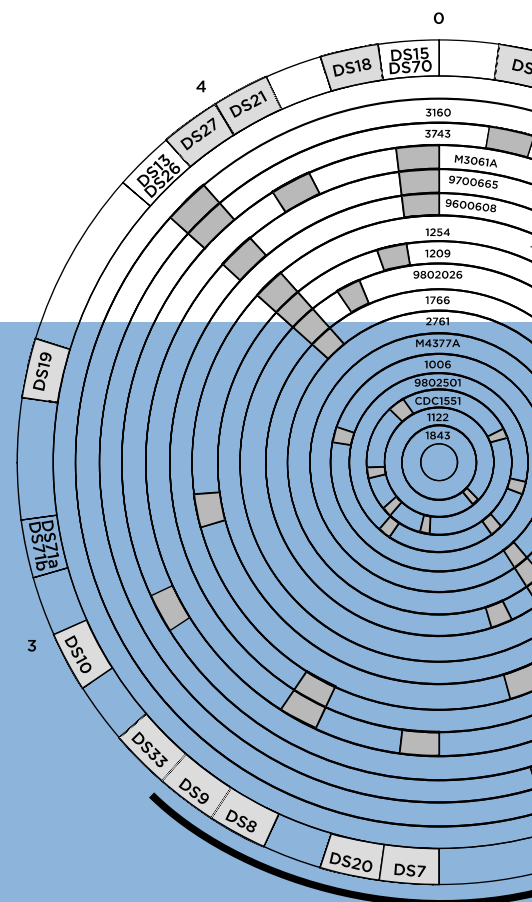 0
DS15
DS70
DS18
DS
4
DS21
DS27
DS13
DS26
3160
3743
M3061A
9700665
9600608
1254
1209
9802026
1766
2761
M4377A
1006
9802501
CDC1551
1122
1843
DS19
DS71a
DS71b
3
DS10
DS33
DS9
DS8
DS20
DS7